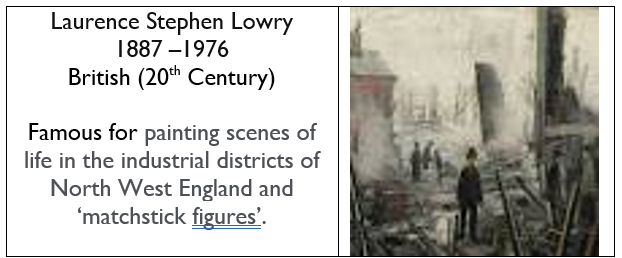 Laurence Stephen Lowry
1887 –1976
British (20th Century)
Famous for painting scenes of
life in the industrial districts of
North West England and
‘matchstick figures’.